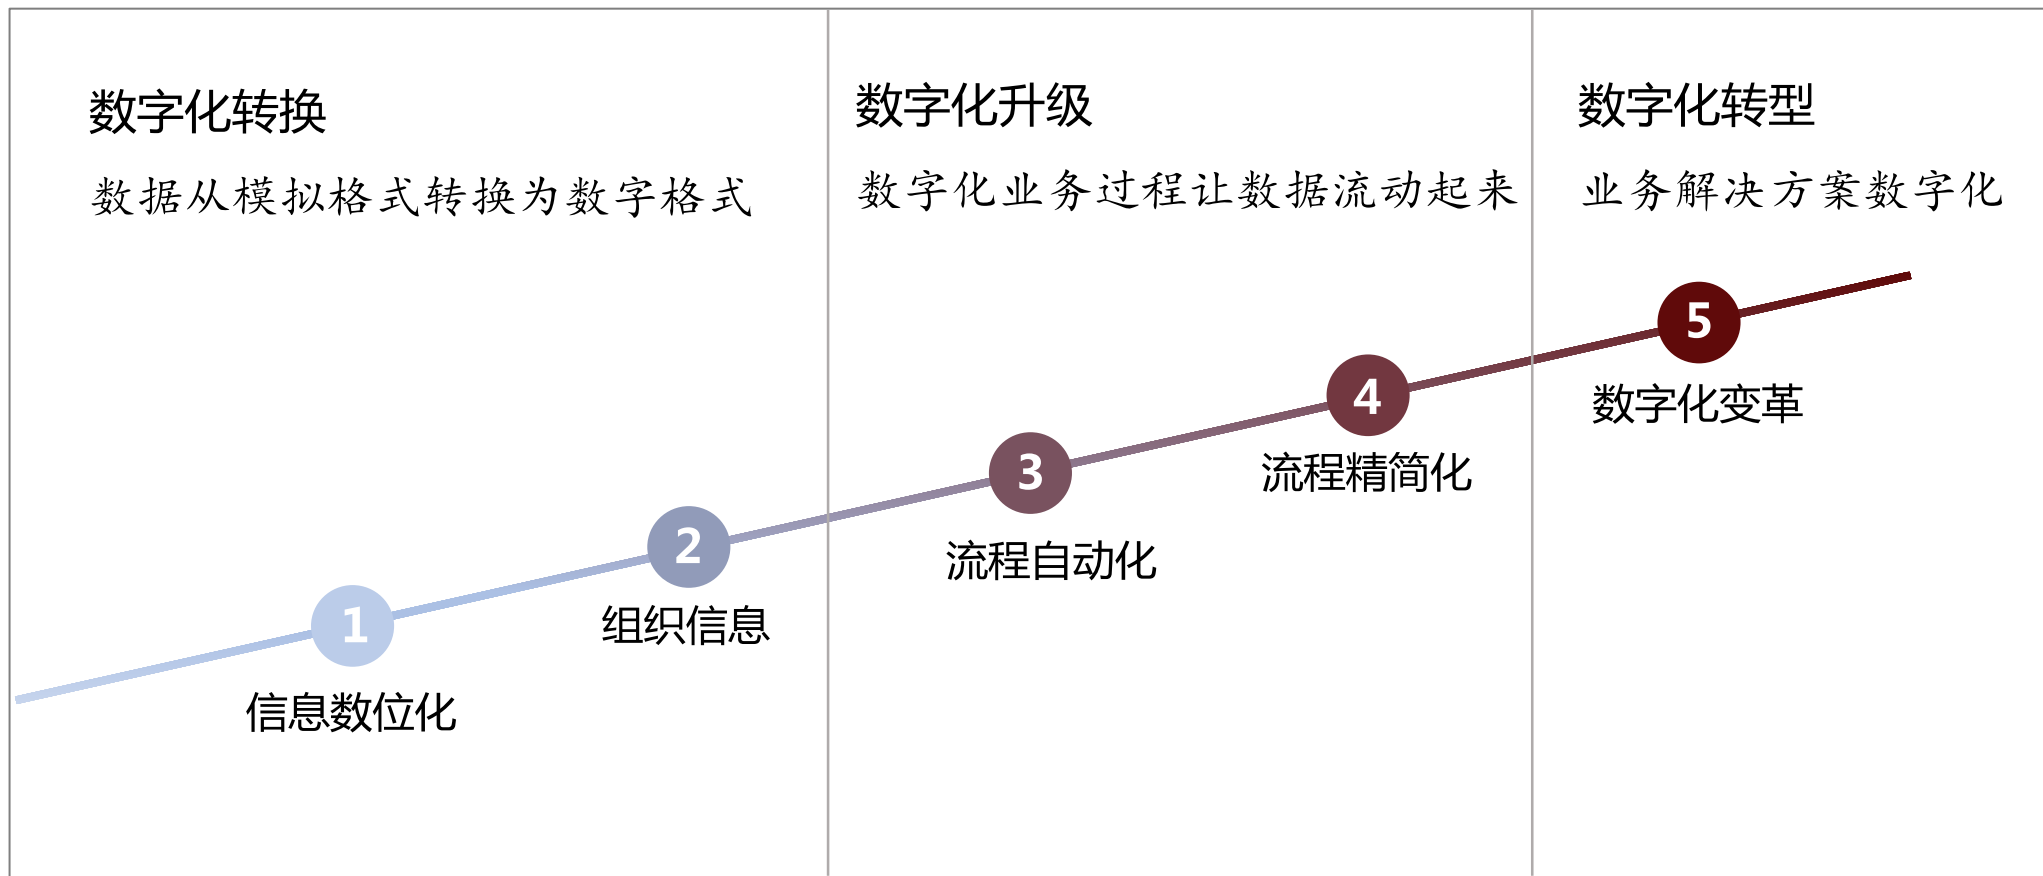 数字化转换
数据从模拟格式转换为数字格式
1
信息数位化
2
组织信息
数字化升级
数字化业务过程让数据流动起来
3
流程自动化
4
流程精简化
数字化转型
业务解决方案数字化
5
数字化变革